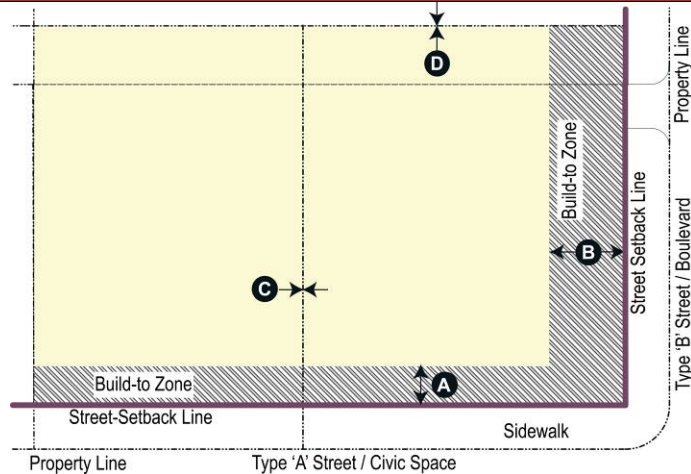 D
Property Line
Build-to Zone
B
Street Setback Line
Type 'B' Street / Boulevard
C
Build-to Zone
A
Street-Setback Line
Sidewalk
Property Line
Type 'A' Street / Civic Space